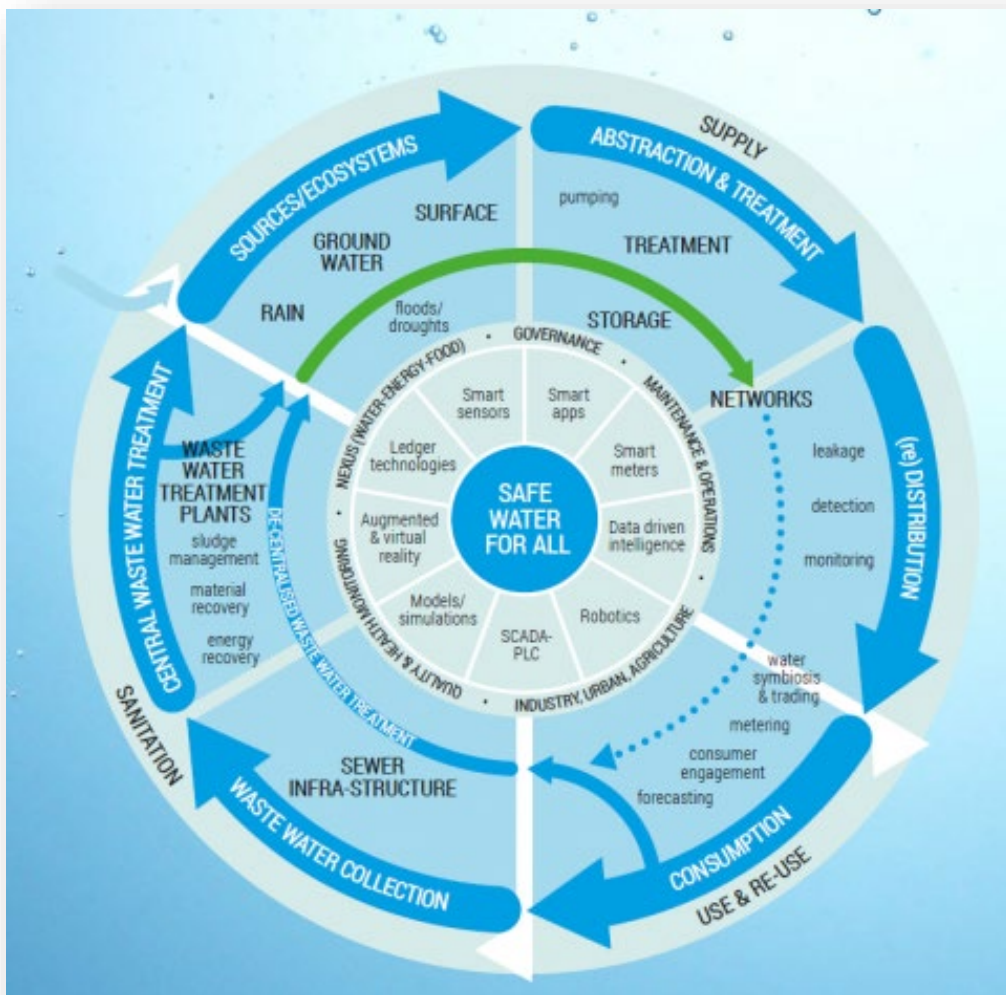 SUPPLY
ABSTRACTION & TREATMENT
pumping
TREATMENT
STORAGE
SOURCES/ECOSYSTEMS
SURFACE
GROUND
WATER
RAIN
floods/
droughts
NETWORKS
(re) DISTRIBUTION
leakage
detection
monitoring
water
symbiosis
& trading
metering
consumer
engagement
forecasting
CONSUMPTION
USE & RE-USE
WASTE WATER COLLECTION
SEWER
INFRA-STRUCTURE
SANITATION
CENTRAL WASTE WATER TREATMENT
WASTE
WATER
TREATMENT
PLANTS
sludge
management
material
recovery
energy
recovery
DE-CENTRALISED WASTE WATER TREATMENT
NEXUS (WATER-ENERGY-FOOD)
GOVERNANCE
MAINTENANCE & OPERATIONS
INDUSTRY, URBAN, AGRICULTURE
QUALITY & HEALTH MONITORING
Smart
sensors
Smart
apps
Smart
meters
Data driven
intelligence
Robotics
SCADA-
PLC
Models/
simulations
Augmented
& virtual
reality
Ledger
technologies
SAFE
WATER
FOR ALL